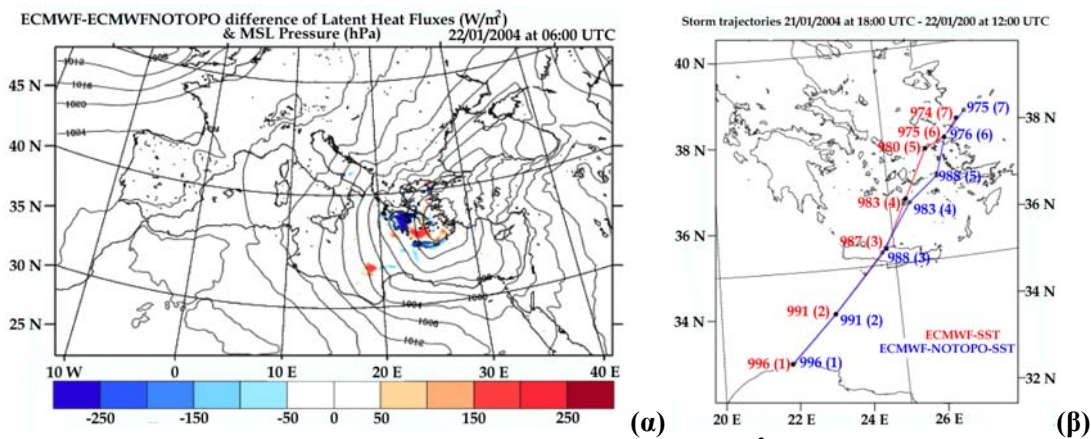 ECMWF-ECMWFNOTOPO difference of Latent Heat Fluxes (W/m²)
& MSL Pressure (hPa) 22/01/2004 at 06:00 UTC
45 N
40 N
35 N
30 N
25 N
1012
1016
1020
1024
1004
1008
1012
10 W 0 10 E 20 E 30 E 40 E
-250 -150 -100 -50 0 50 100 150 250
(α)
Storm trajectories 21/01/2004 at 18:00 UTC - 22/01/200 at 12:00 UTC
40 N
38 N
36 N
34 N
38 N
36 N
34 N
32 N
974 (7) 975 (7)
975 (6) 976 (6)
980 (5)
988 (5)
983 (4) 983 (4)
987 (3)
988 (3)
991 (2) 991 (2)
ECMWF-SST
ECMWF-NOTOPO-SST
996 (1) 996 (1)
20 E 22 E 24 E 26 E
(β)